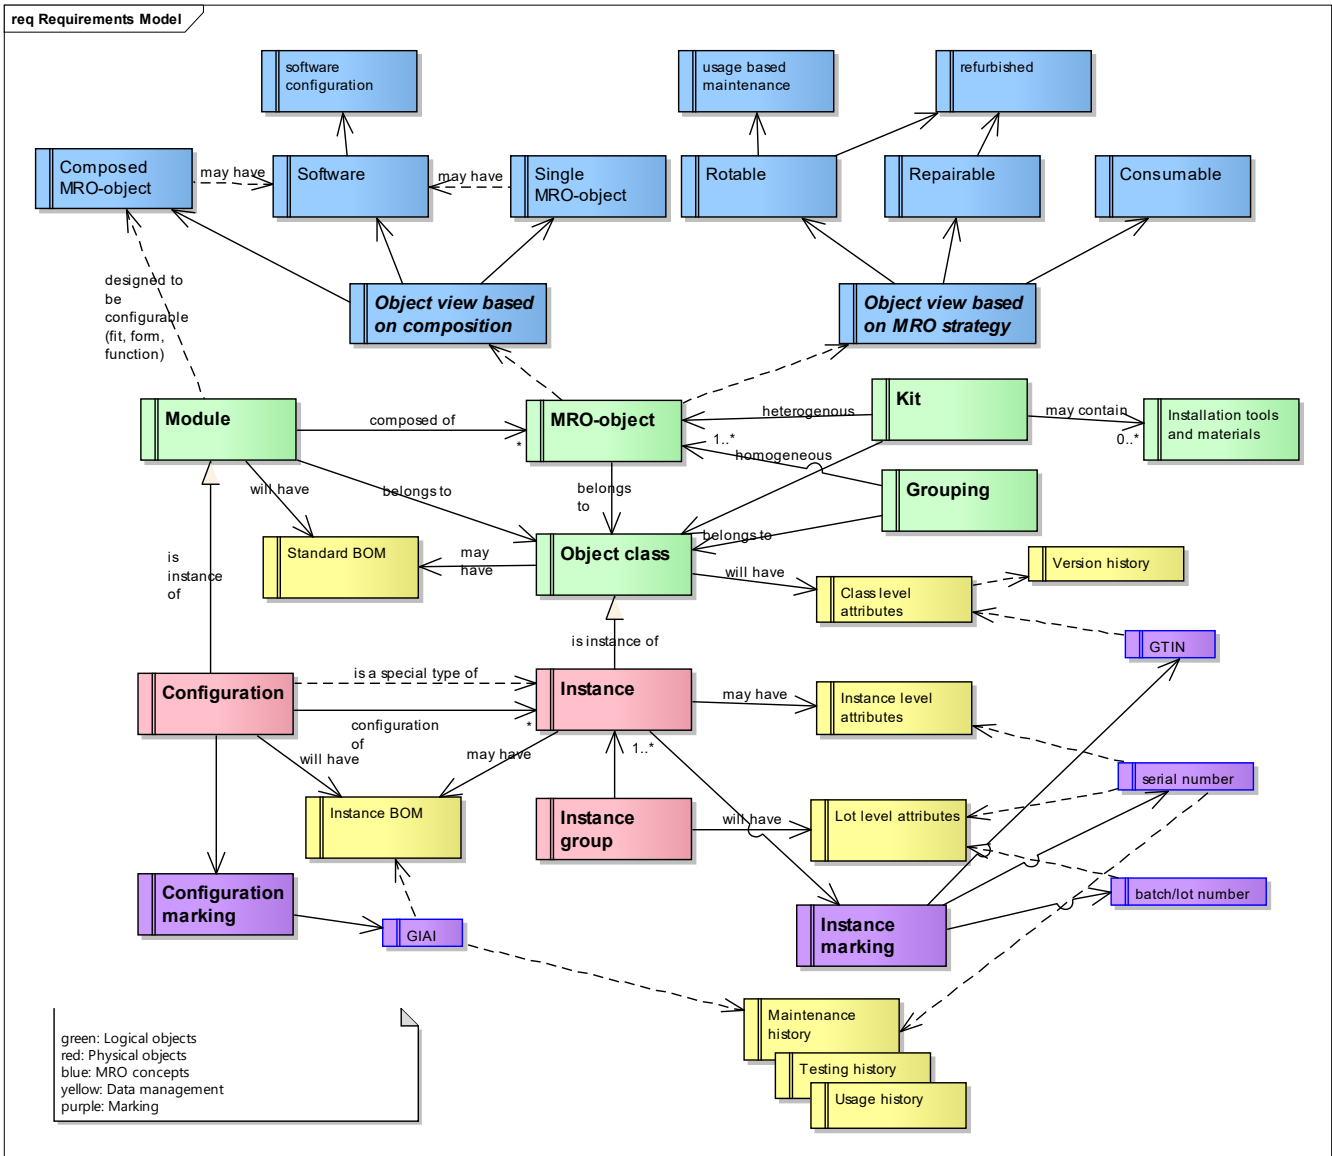 req Requirements Model
software
configuration
usage based
maintenance
refurbished
Composed
MRO-object
may have
Software
may have
Single
MRO-object
Rotable
Repairable
Consumable
designed to
be
configurable
(fit, form,
function)
Object view based
on composition
Object view based
on MRO strategy
Module
composed of
*
MRO-object
heterogenous
1..*
homogeneous
Kit
may contain
0..*
Installation tools
and materials
Grouping
will have
belongs to
belongs
to
belongs to
Standard BOM
may
have
Object class
will have
Class level
attributes
Version history
GTIN
is
instance
of
is instance of
Configuration
is a special type of
configuration
of
*
Instance
may have
Instance level
attributes
will have
may have
1..*
serial number
Instance BOM
Instance
group
will have
Lot level attributes
batch/lot number
Configuration
marking
GIAI
Instance
marking
Maintenance
history
Testing history
Usage history
green: Logical objects
red: Physical objects
blue: MRO concepts
yellow: Data management
purple: Marking